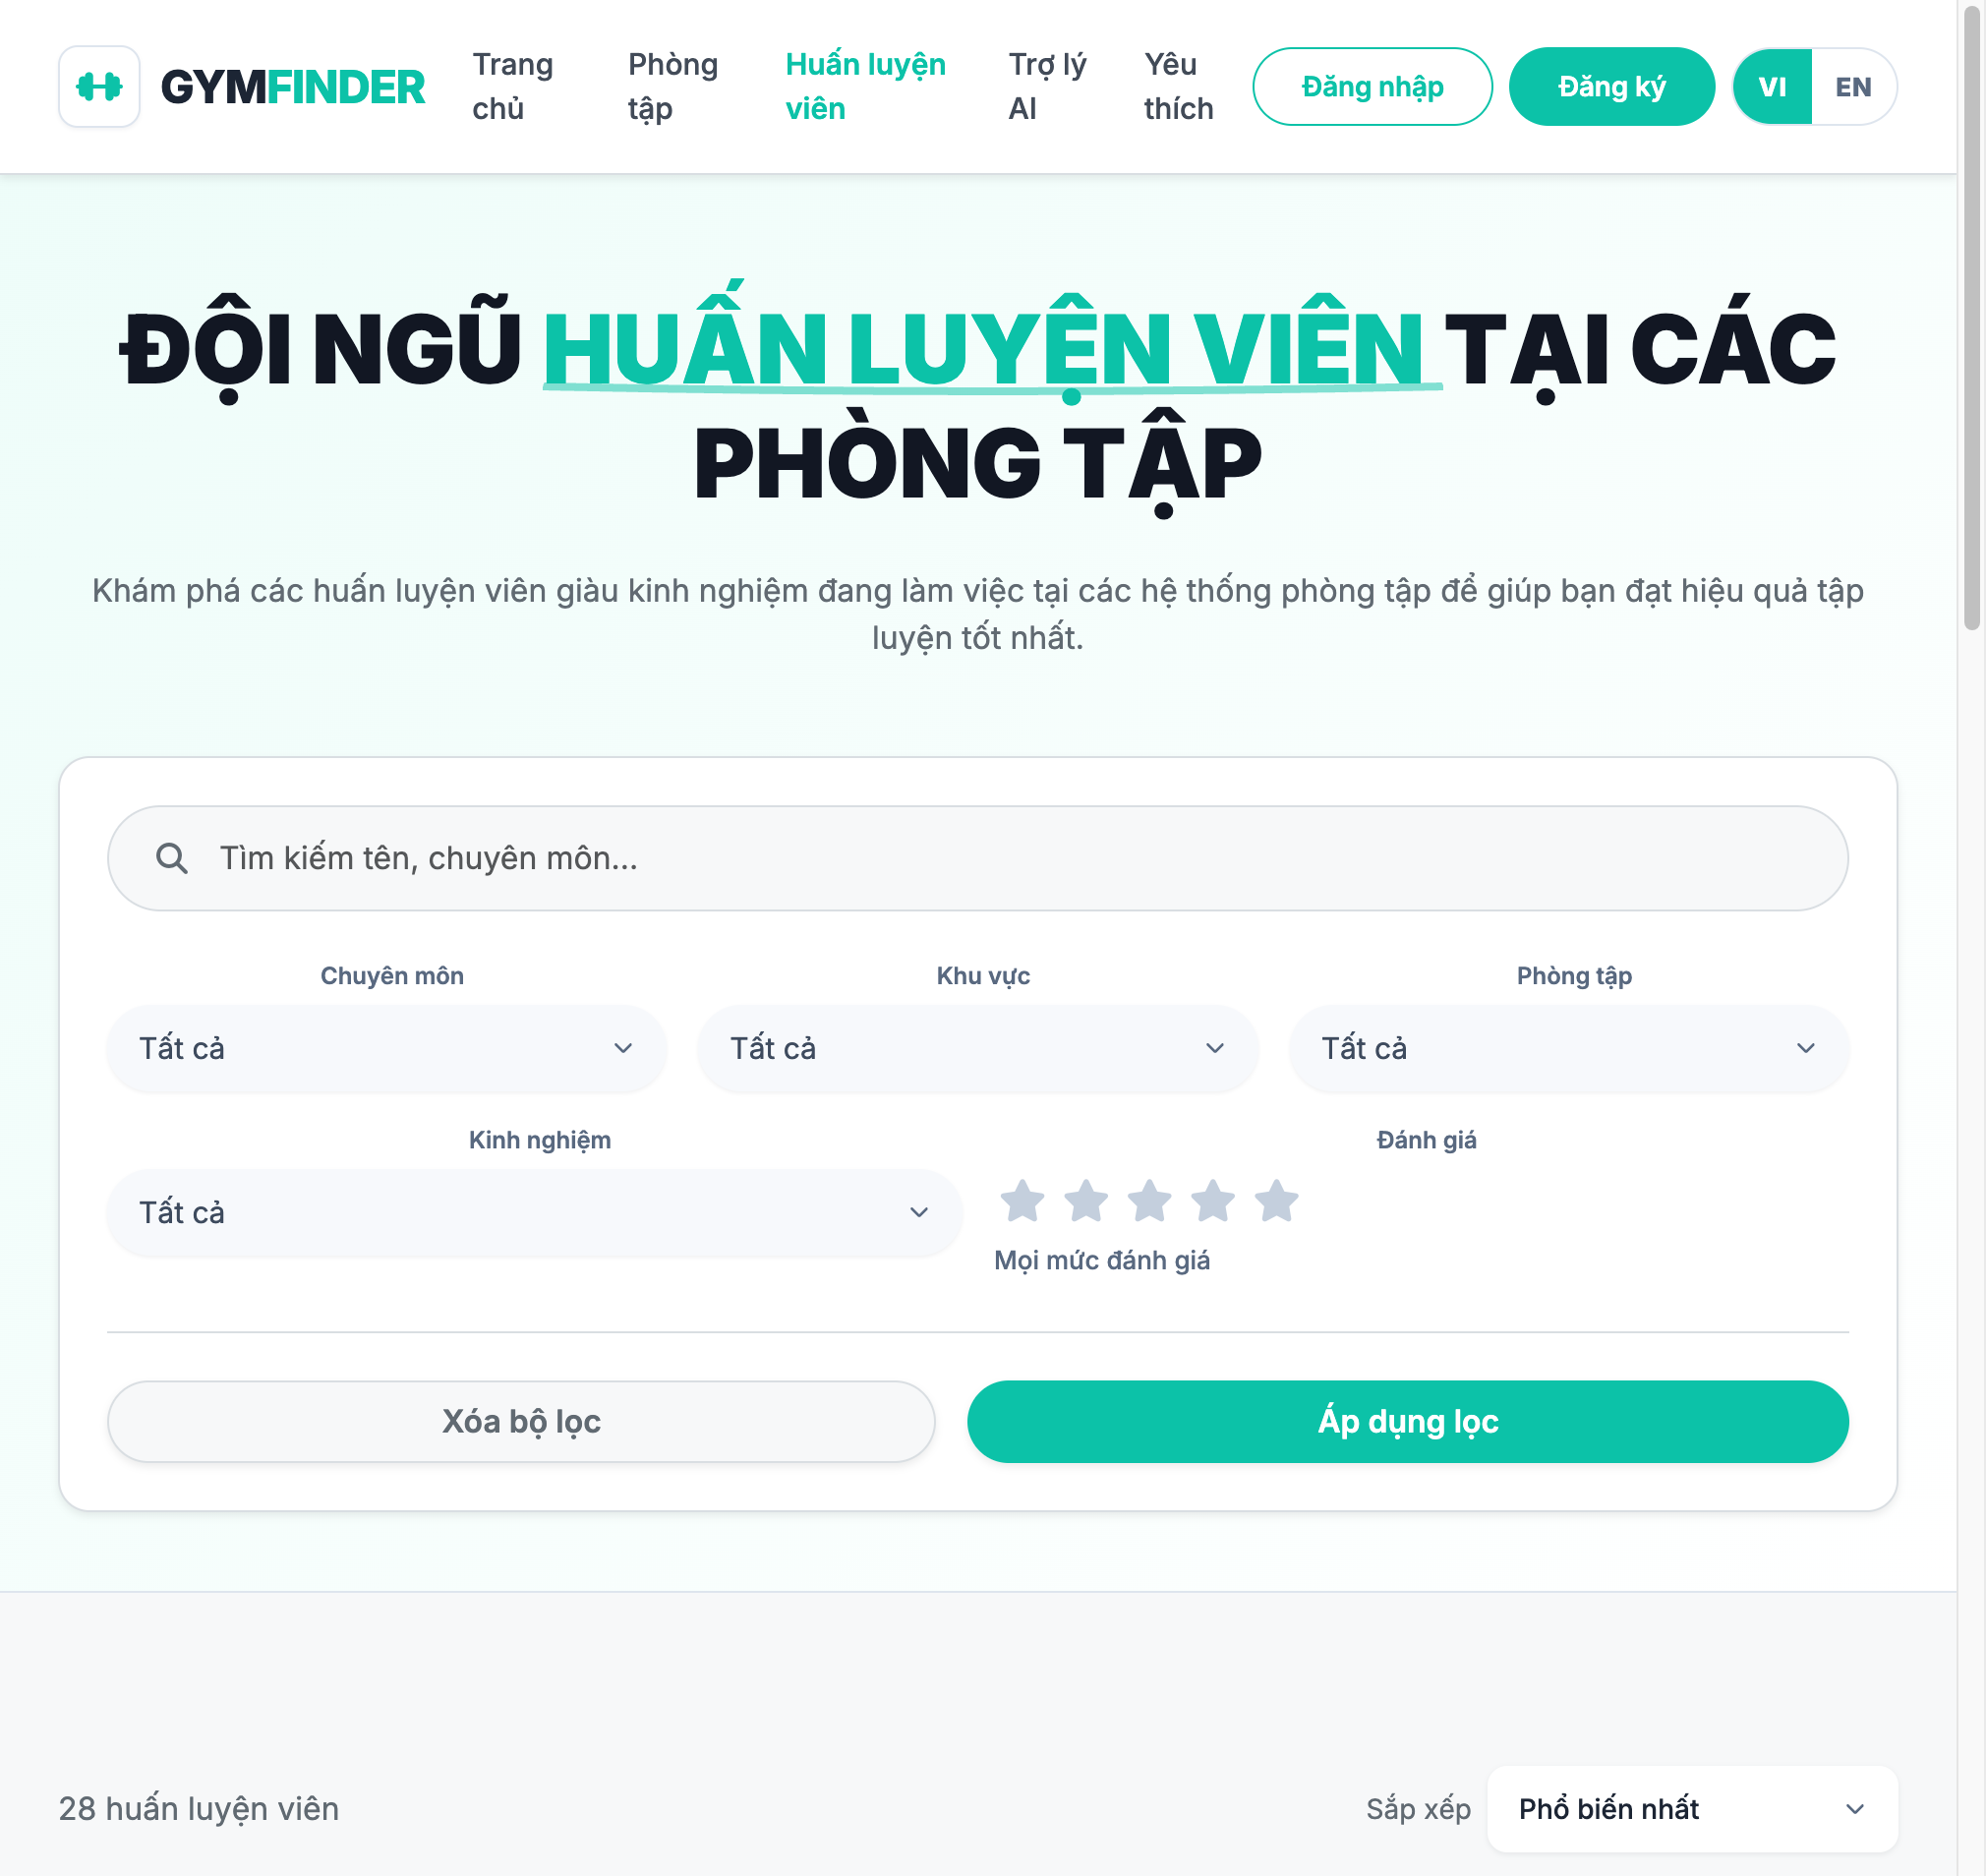 GYMFINDER
Trang chủ
Phòng tập
Huấn luyện viên
Trợ lý AI
Yêu thích
Đăng nhập
Đăng ký
VI
EN
ĐỘI NGŨ HUẤN LUYỆN VIÊN TẠI CÁC
PHÒNG TẬP
Khám phá các huấn luyện viên giàu kinh nghiệm đang làm việc tại các hệ thống phòng tập để giúp bạn đạt hiệu quả tập
luyện tốt nhất.
Tìm kiếm tên, chuyên môn...
Chuyên môn
Khu vực
Phòng tập
Tất cả
Tất cả
Tất cả
Kinh nghiệm
Đánh giá
Tất cả
Mọi mức đánh giá
Xóa bộ lọc
Áp dụng lọc
28 huấn luyện viên
Sắp xếp
Phổ biến nhất